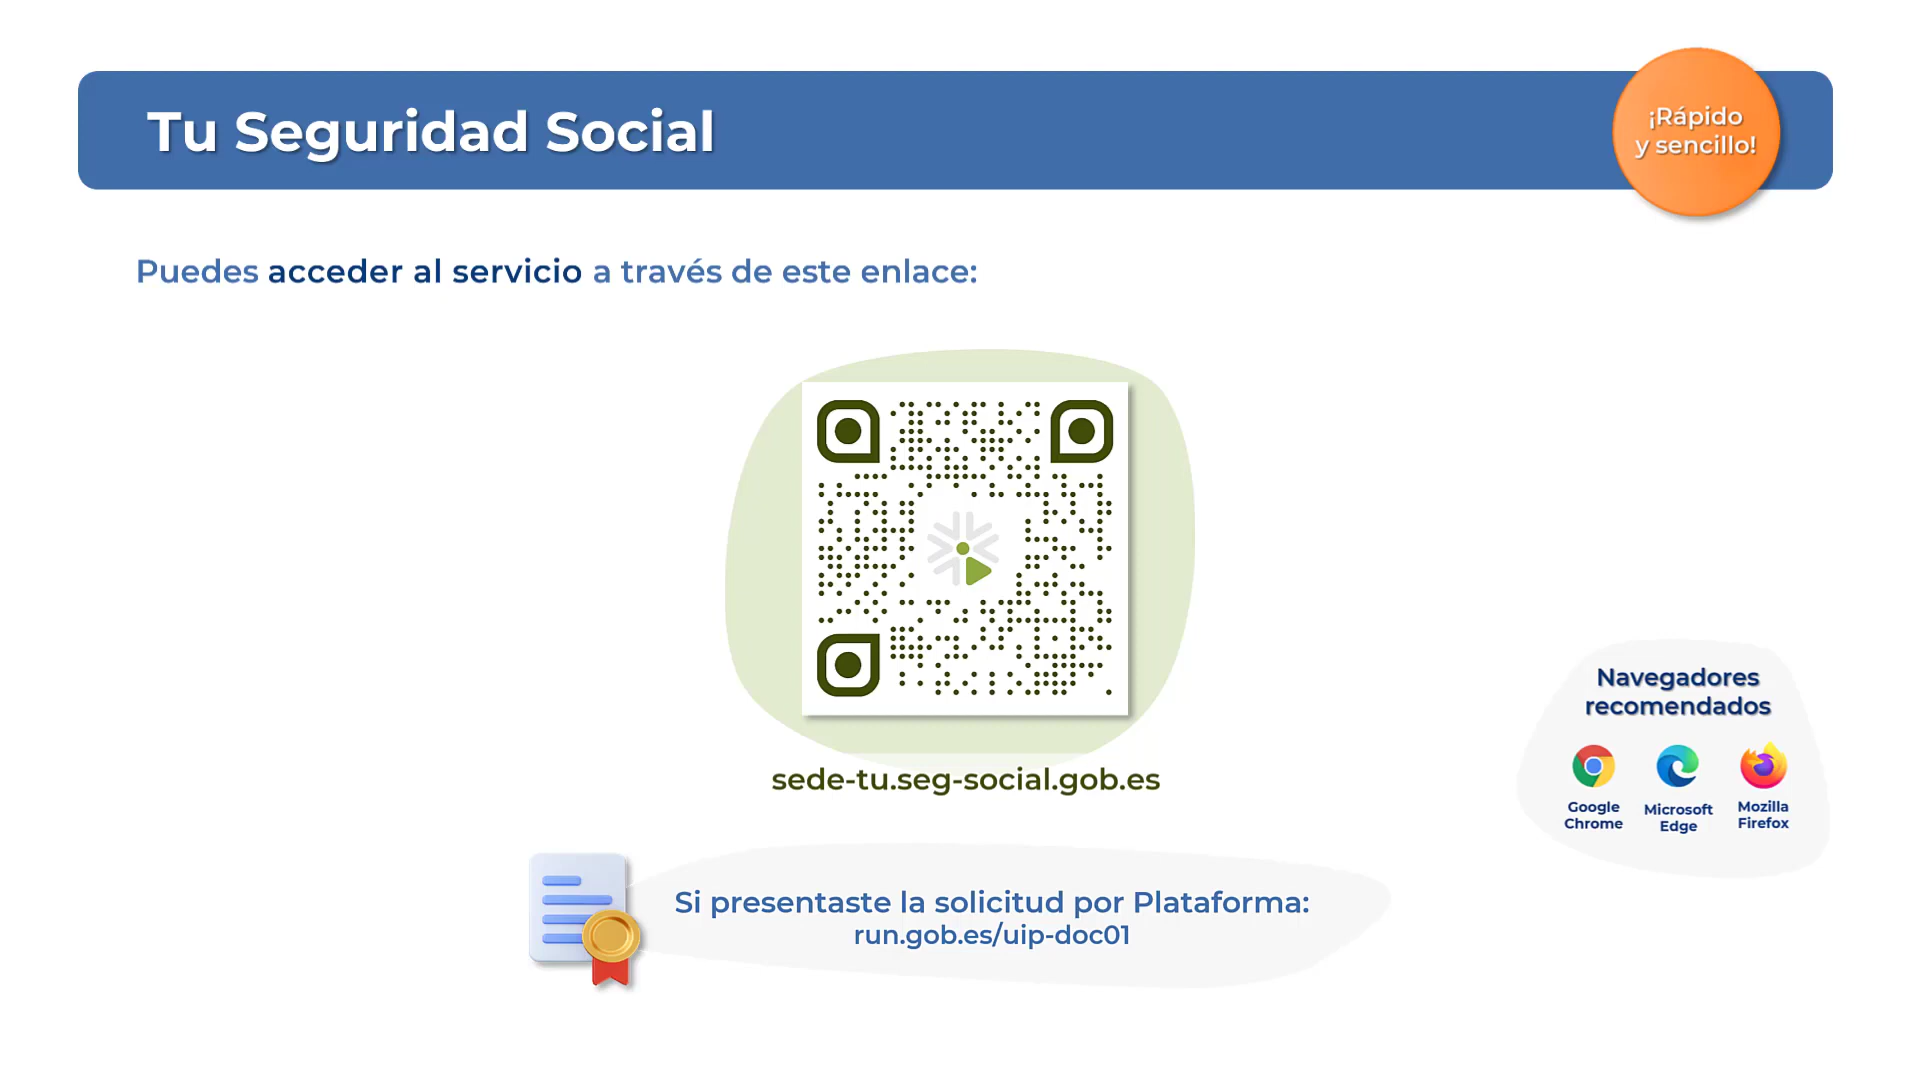 Tu Seguridad Social
¡Rápido
y sencillo!
Puedes acceder al servicio a través de este enlace:
sede-tu.seg-social.gob.es
Navegadores
recomendados
Google
Chrome
Microsoft
Edge
Mozilla
Firefox
Si presentaste la solicitud por Plataforma:
run.gob.es/uip-doc01